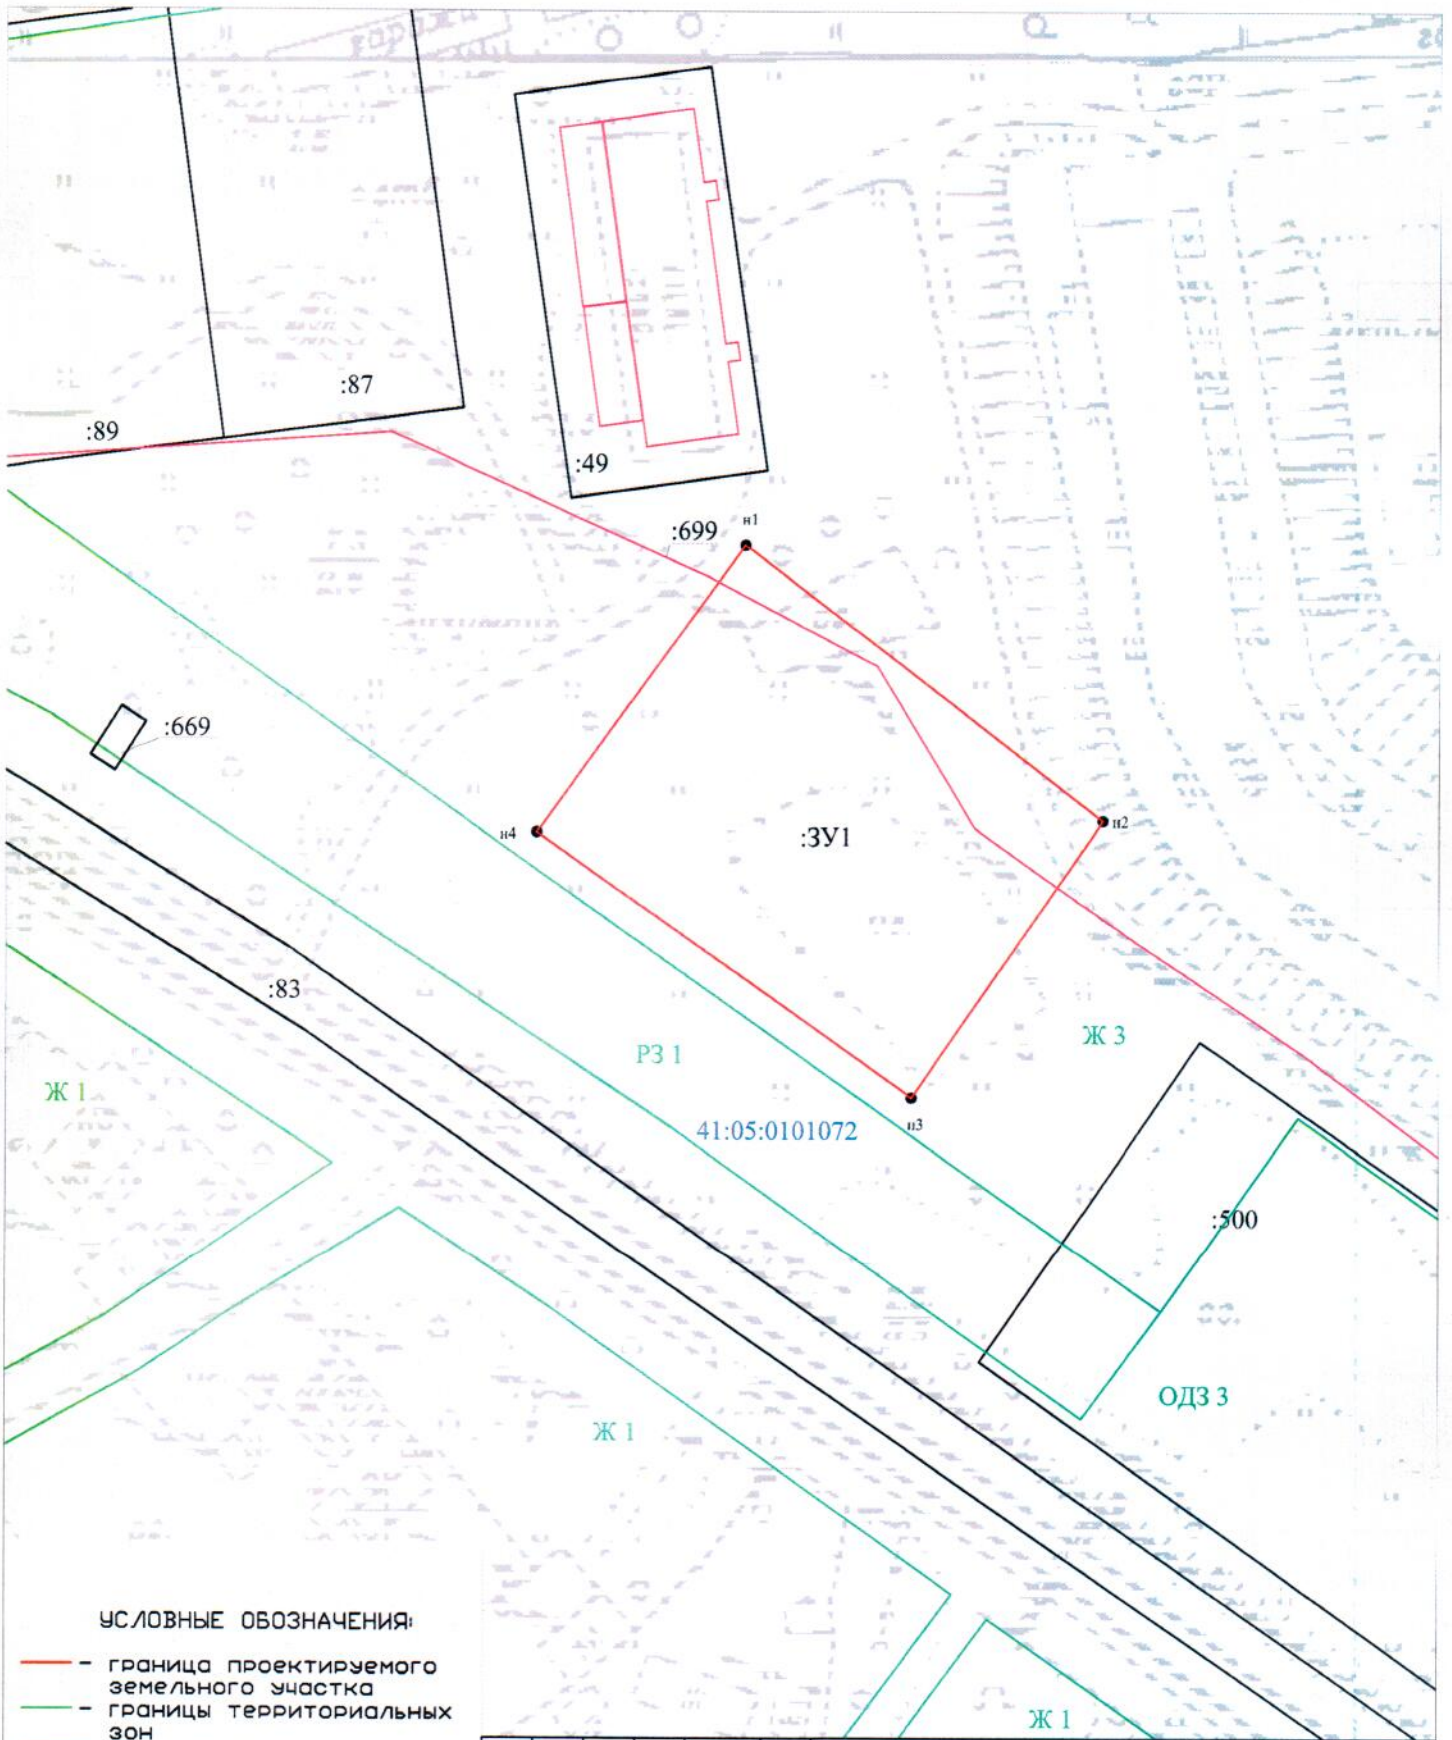 :87
:89
:49
:699
н1
:669
н4
:ЗУ1
н2
:83
РЗ 1
Ж 3
Ж 1
41:05:0101072
н3
:500
ОДЗ 3
Ж 1
УСЛОВНЫЕ ОБОЗНАЧЕНИЯ:
- граница проектируемого
земельного участка
- границы территориальных
зон
Ж 1